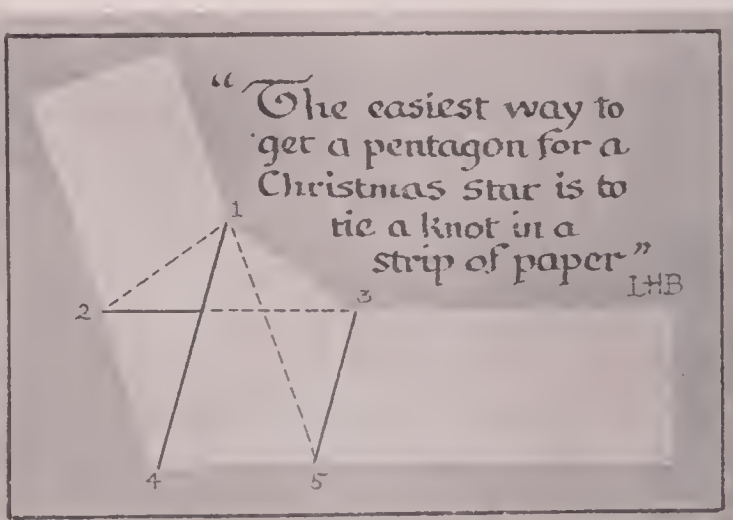 “The easiest way to
get a pentagon for a
Christmas star is to
tie a knot in a
strip of paper”
LHB
1
2
3
4
5